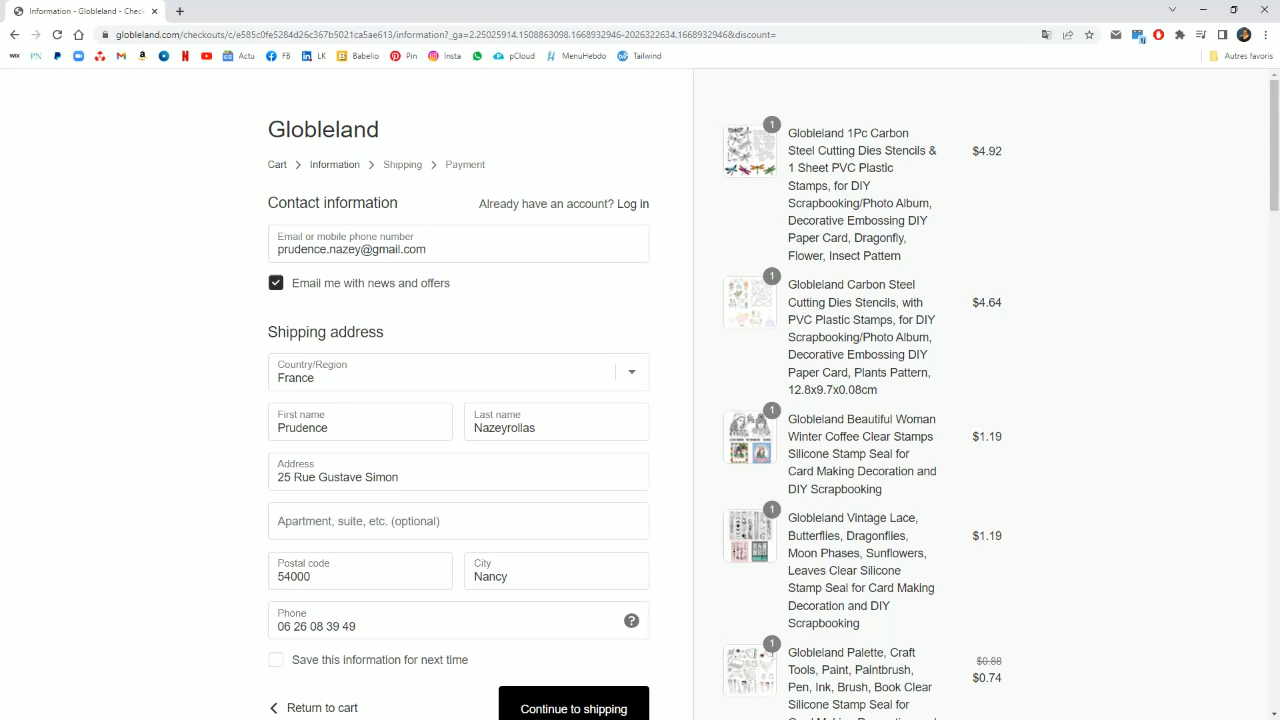 Information - Globleland - Chec
globleland.com/checkouts/c/e585c0fe5284d26c367b5021ca5ae613/information?_ga=2.25025914.1508863098.1668932946-2026322634.1668932946&discount=
WIX PN Actu FB LK Babelio Pin Insta pCloud MenuHebdo Tailwind Autres favoris
Globleland
Cart > Information > Shipping > Payment
Contact information
Already have an account? Log in
Email or mobile phone number
prudence.nazey@gmail.com
Email me with news and offers
Shipping address
Country/Region
France
First name
Prudence
Last name
Nazeyrollas
Address
25 Rue Gustave Simon
Apartment, suite, etc. (optional)
Postal code
54000
City
Nancy
Phone
06 26 08 39 49
?
Save this information for next time
Return to cart
Continue to shipping
1
Globleland 1Pc Carbon
Steel Cutting Dies Stencils &
1 Sheet PVC Plastic
Stamps, for DIY
Scrapbooking/Photo Album,
Decorative Embossing DIY
Paper Card, Dragonfly,
Flower, Insect Pattern
$4.92
1
Globleland Carbon Steel
Cutting Dies Stencils, with
PVC Plastic Stamps, for DIY
Scrapbooking/Photo Album,
Decorative Embossing DIY
Paper Card, Plants Pattern,
12.8x9.7x0.08cm
$4.64
1
Globleland Beautiful Woman
Winter Coffee Clear Stamps
Silicone Stamp Seal for
Card Making Decoration and
DIY Scrapbooking
$1.19
1
Globleland Vintage Lace,
Butterflies, Dragonflies,
Moon Phases, Sunflowers,
Leaves Clear Silicone
Stamp Seal for Card Making
Decoration and DIY
Scrapbooking
$1.19
1
Globleland Palette, Craft
Tools, Paint, Paintbrush,
Pen, Ink, Brush, Book Clear
Silicone Stamp Seal for
$0.88
$0.74